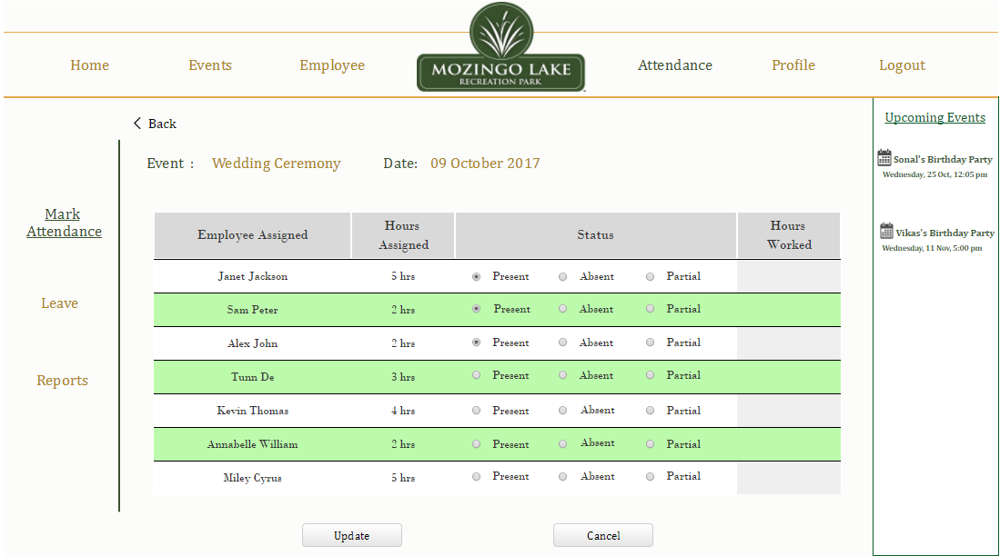 Home Events Employee MOZINGO LAKE Attendance Profile Logout
RECREATION PARK
Back
Event : Wedding Ceremony Date: 09 October 2017
Mark
Attendance
Leave
Reports
Employee Assigned Hours Assigned Status Hours Worked
Janet Jackson 5 hrs Present Absent Partial
Sam Peter 2 hrs Present Absent Partial
Alex John 2 hrs Present Absent Partial
Tunn De 3 hrs Present Absent Partial
Kevin Thomas 4 hrs Present Absent Partial
Annabelle William 2 hrs Present Absent Partial
Miley Cyrus 5 hrs Present Absent Partial
Update Cancel
Upcoming Events
Sonal's Birthday Party
Wednesday, 25 Oct, 12:05 pm
Vikas's Birthday Party
Wednesday, 11 Nov, 5:00 pm